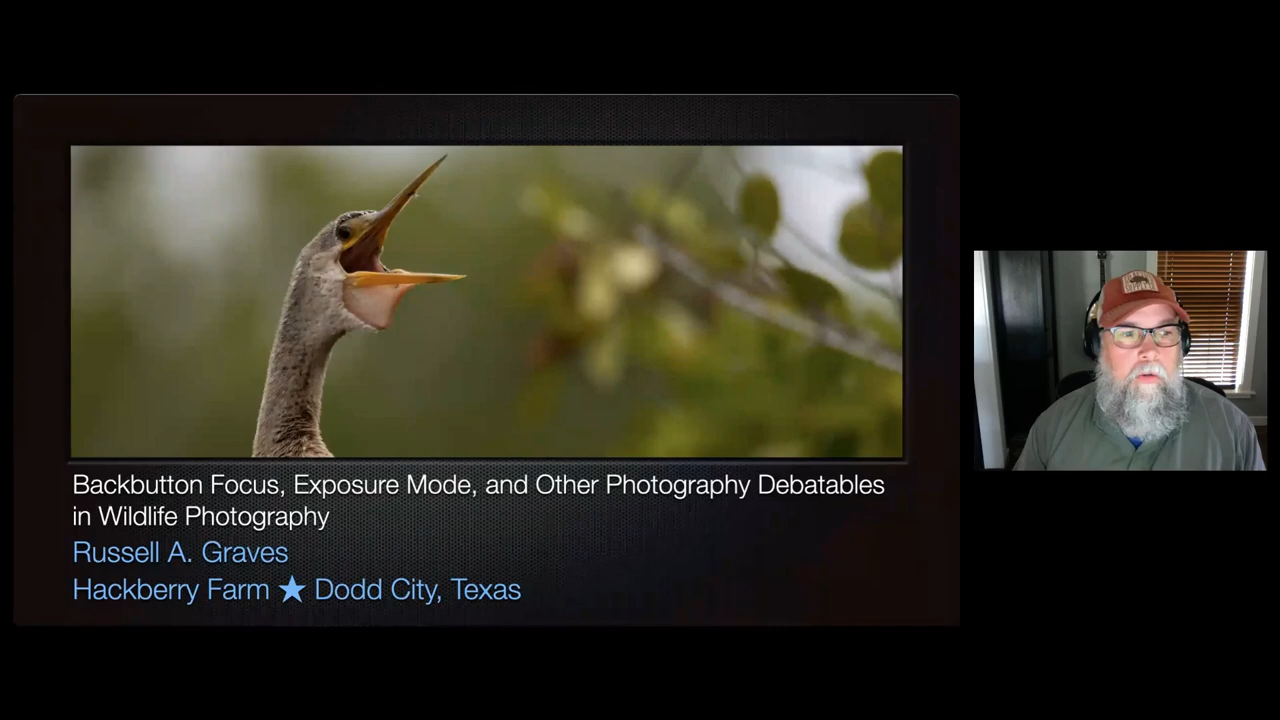 Backbutton Focus, Exposure Mode, and Other Photography Debatables
in Wildlife Photography
Russell A. Graves
Hackberry Farm ★ Dodd City, Texas